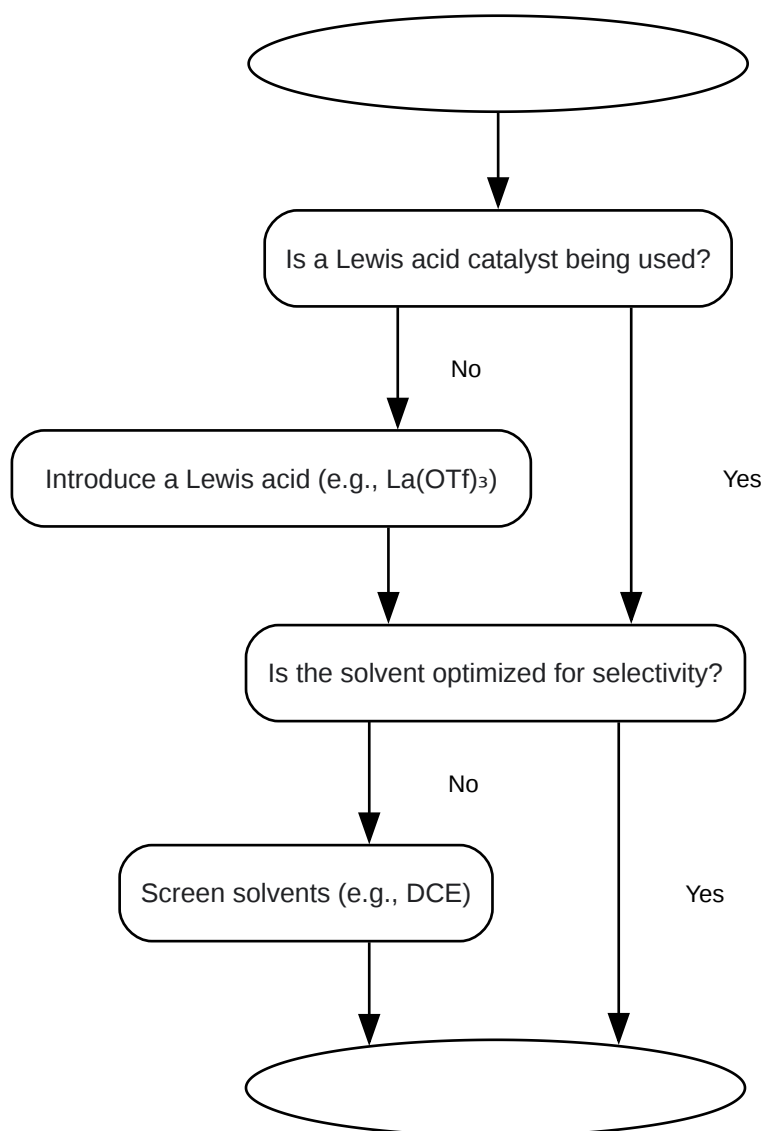 Is a Lewis acid catalyst being used?
No
Introduce a Lewis acid (e.g., La(OTf)₃)
Yes
Is the solvent optimized for selectivity?
No
Screen solvents (e.g., DCE)
Yes